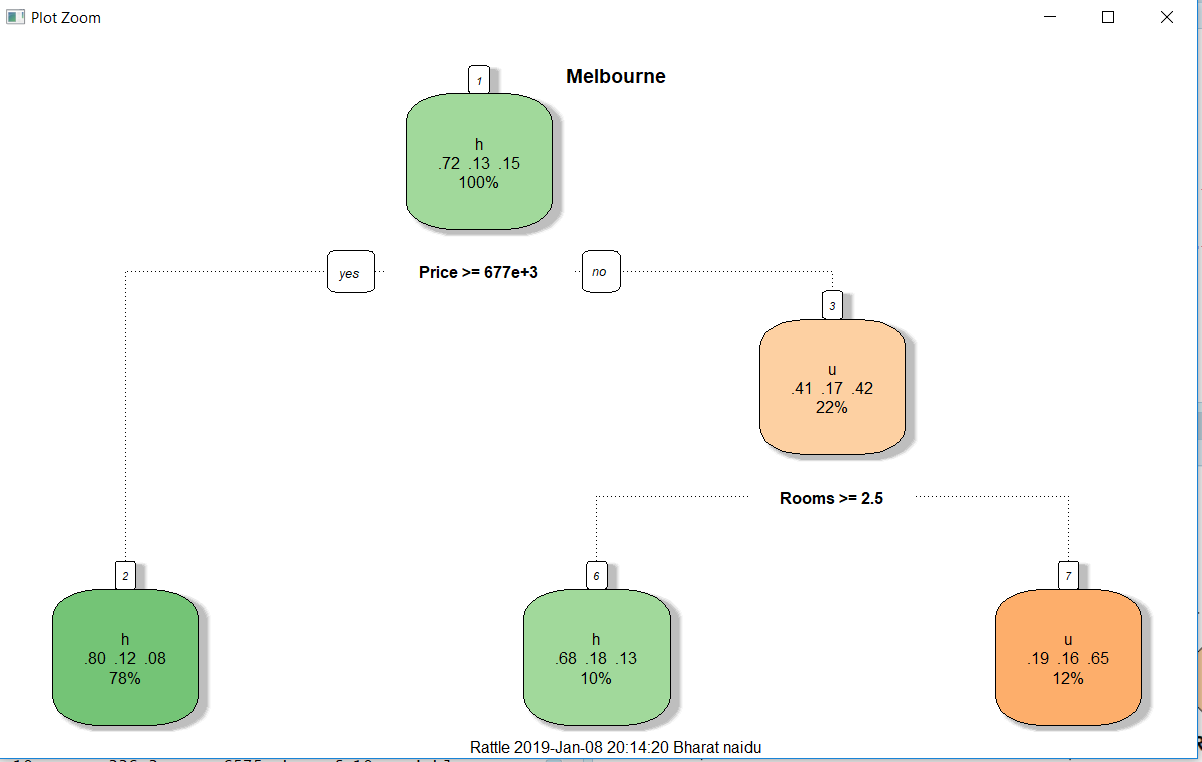 Plot Zoom
Melbourne
1
h
.72 .13 .15
100%
yes
Price >= 677e+3
no
3
u
.41 .17 .42
22%
Rooms >= 2.5
2
h
.80 .12 .08
78%
6
h
.68 .18 .13
10%
7
u
.19 .16 .65
12%
Rattle 2019-Jan-08 20:14:20 Bharat naidu